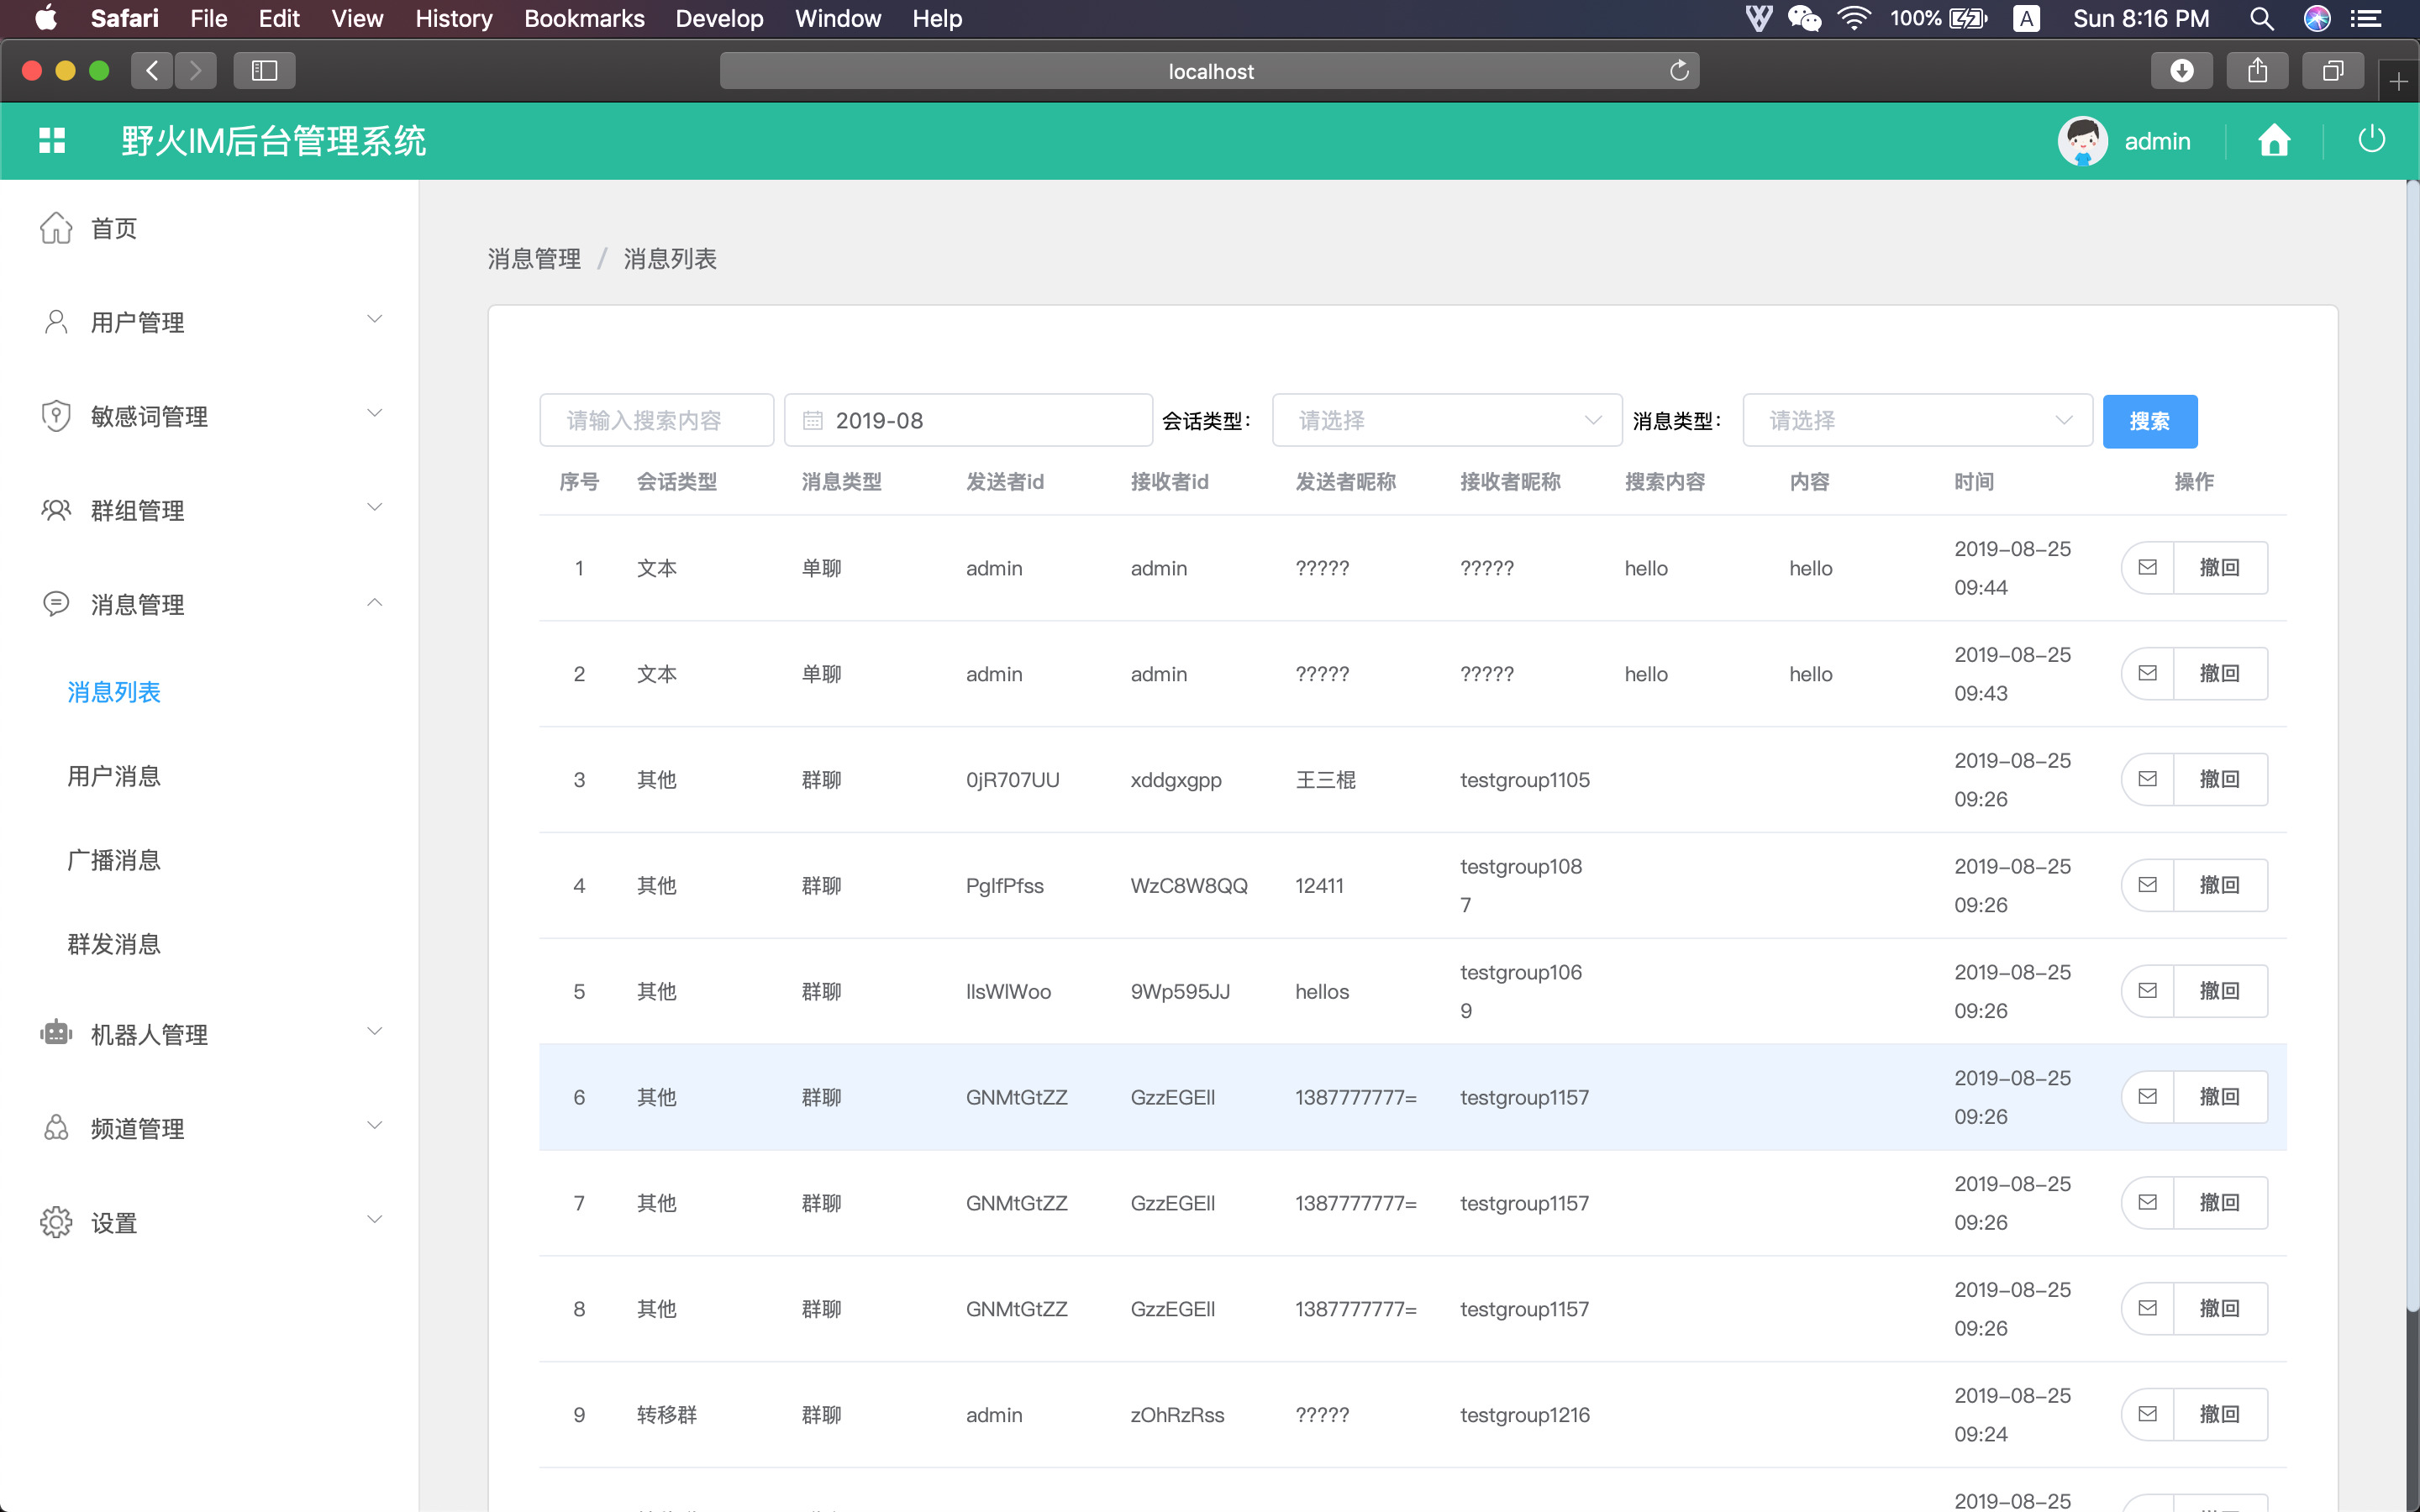 Safari File Edit View History Bookmarks Develop Window Help 100% A Sun 8:16 PM
localhost
野火IM后台管理系统 admin
首页
用户管理
敏感词管理
群组管理
消息管理
消息列表
用户消息
广播消息
群发消息
机器人管理
频道管理
设置
消息管理 / 消息列表
请输入搜索内容 2019-08 会话类型: 请选择 消息类型: 请选择 搜索
序号 会话类型 消息类型 发送者id 接收者id 发送者昵称 接收者昵称 搜索内容 内容 时间 操作
1 文本 单聊 admin admin ????? ????? hello hello 2019-08-25 09:44 撤回
2 文本 单聊 admin admin ????? ????? hello hello 2019-08-25 09:43 撤回
3 其他 群聊 0jR707UU xddgxgpp 王三棍 testgroup1105 2019-08-25 09:26 撤回
4 其他 群聊 PglfPfss WzC8W8QQ 12411 testgroup1087 2019-08-25 09:26 撤回
5 其他 群聊 llsWlWoo 9Wp595JJ hellos testgroup1069 2019-08-25 09:26 撤回
6 其他 群聊 GNMtGtZZ GzzEGEll 1387777777= testgroup1157 2019-08-25 09:26 撤回
7 其他 群聊 GNMtGtZZ GzzEGEll 1387777777= testgroup1157 2019-08-25 09:26 撤回
8 其他 群聊 GNMtGtZZ GzzEGEll 1387777777= testgroup1157 2019-08-25 09:26 撤回
9 转移群 群聊 admin zOhRzRss ????? testgroup1216 2019-08-25 09:24 撤回
2019-08-25